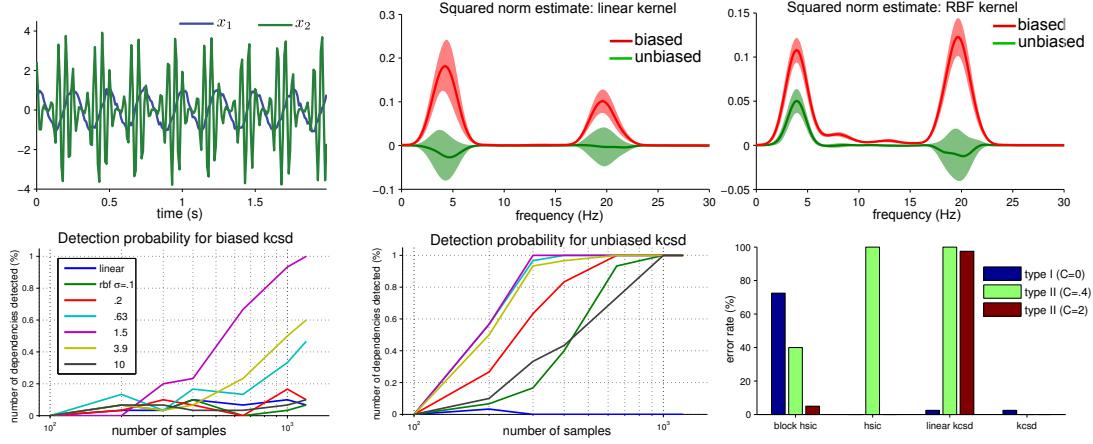 x₁ x₂
4
2
0
−2
−4
0 0.5 1 1.5
time (s)
Squared norm estimate: linear kernel
biased
unbiased
0.3
0.2
0.1
0
−0.1
0 5 10 15 20 25 30
frequency (Hz)
Squared norm estimate: RBF kernel
biased
unbiased
0.15
0.1
0.05
0
−0.05
0 5 10 15 20 25 30
frequency (Hz)
Detection probability for biased kcsd
number of dependencies detected (%)
1
0.8
0.6
0.4
0.2
0
linear
rbf σ=.1
.2
.63
1.5
3.9
10
10² 10³
number of samples
Detection probability for unbiased kcsd
number of dependencies detected (%)
1
0.8
0.6
0.4
0.2
0
10² 10³
number of samples
error rate (%)
100
80
60
40
20
0
type I (C=0)
type II (C=.4)
type II (C=2)
block hsic hsic linear kcsd kcsd